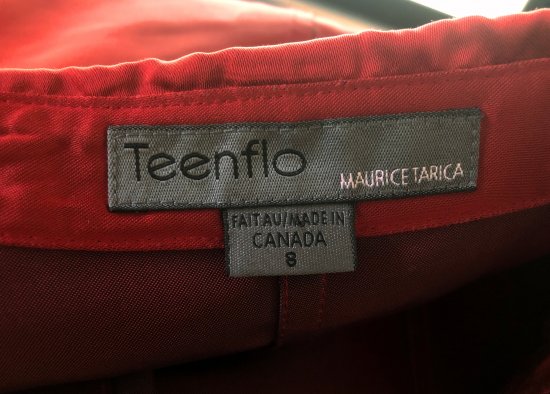 Teenflo
MAURICE TARICA
FAIT AU/MADE IN
CANADA
8